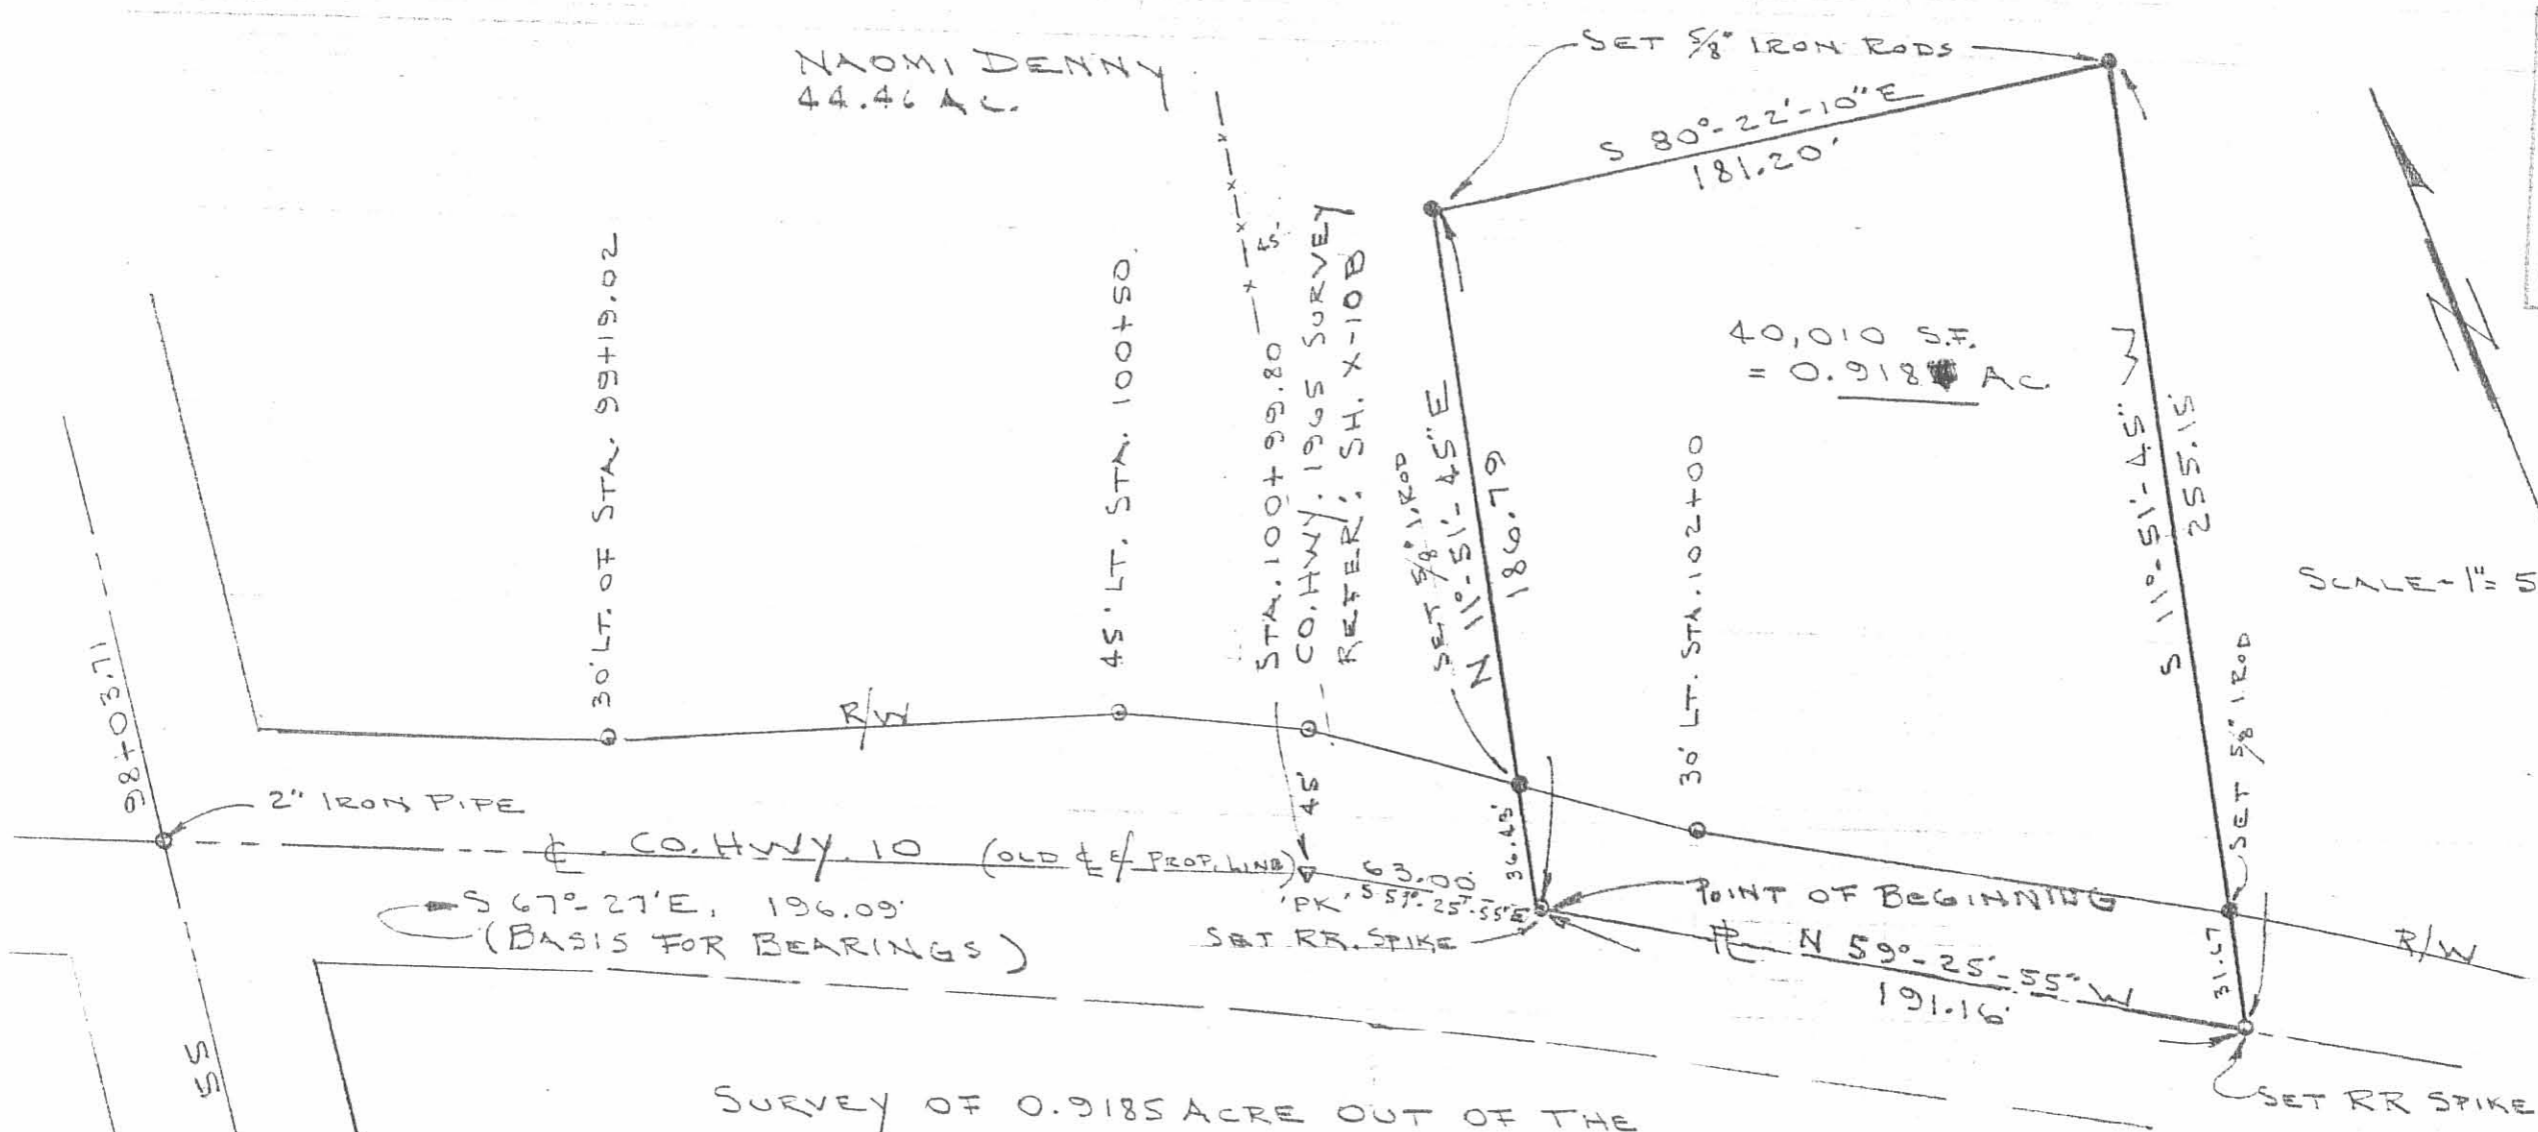 NAOMI DENNY
44.46 AC.
SET 5/8" IRON RODS
S 80°-22'-10" E
181.20'
40,010 S.F.
= 0.918 AC.
30' LT. OF STA. 99+19.02
45' LT. STA. 100+50
STA. 100+99.80
45'
CO. HWY. 1965 SURVEY
REFER: SH. X-10B
SET 5/8" I. ROD
N 11°-51'-45" E
186.79
30' LT. STA. 102+00
S 11°-51'-45" W
255.15
SCALE - 1" = 5
SET 5/8" I ROD
98+03.71
R/W
2" IRON PIPE
℄ CO. HWY. 10 (OLD ℄ & PROP. LINE)
45'
63.00
'PK' S 59°-25'-55" E
36.43'
S 67°-27' E, 196.09'
(BASIS FOR BEARINGS)
SET RR. SPIKE
POINT OF BEGINNING
PL N 59°-25'-55" W
191.16'
31.67
R/W
55
SET RR SPIKE
SURVEY OF 0.9185 ACRE OUT OF THE